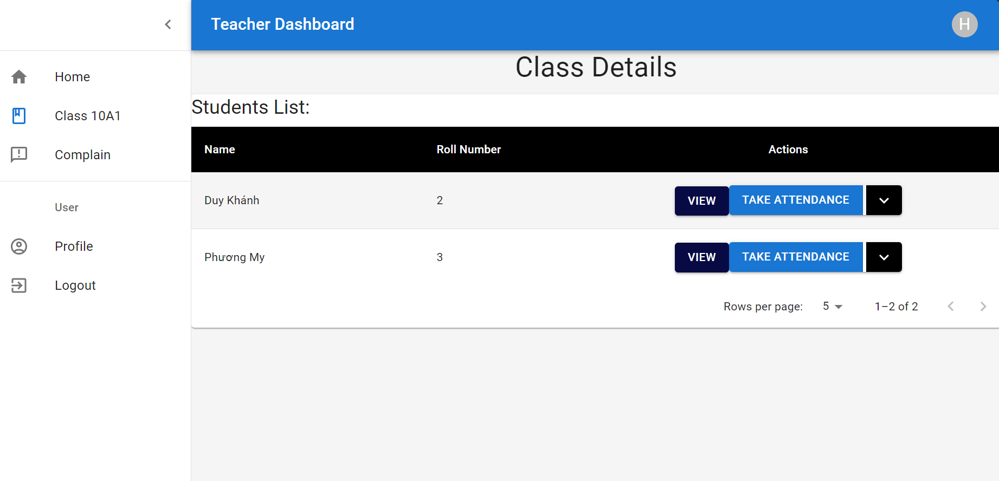 Teacher Dashboard
H
Home
Class 10A1
Complain
User
Profile
Logout
Class Details
Students List:
Name Roll Number Actions
Duy Khánh 2 VIEW TAKE ATTENDANCE
Phương My 3 VIEW TAKE ATTENDANCE
Rows per page: 5 1–2 of 2